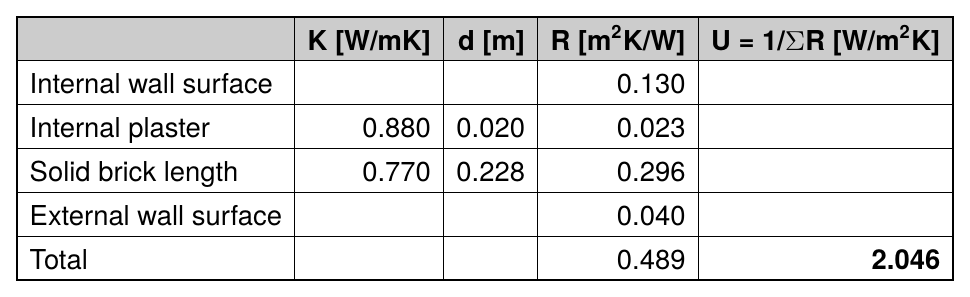 K [W/mK] d [m] R [m²K/W] U = 1/ΣR [W/m²K]
Internal wall surface 0.130
Internal plaster 0.880 0.020 0.023
Solid brick length 0.770 0.228 0.296
External wall surface 0.040
Total 0.489 2.046